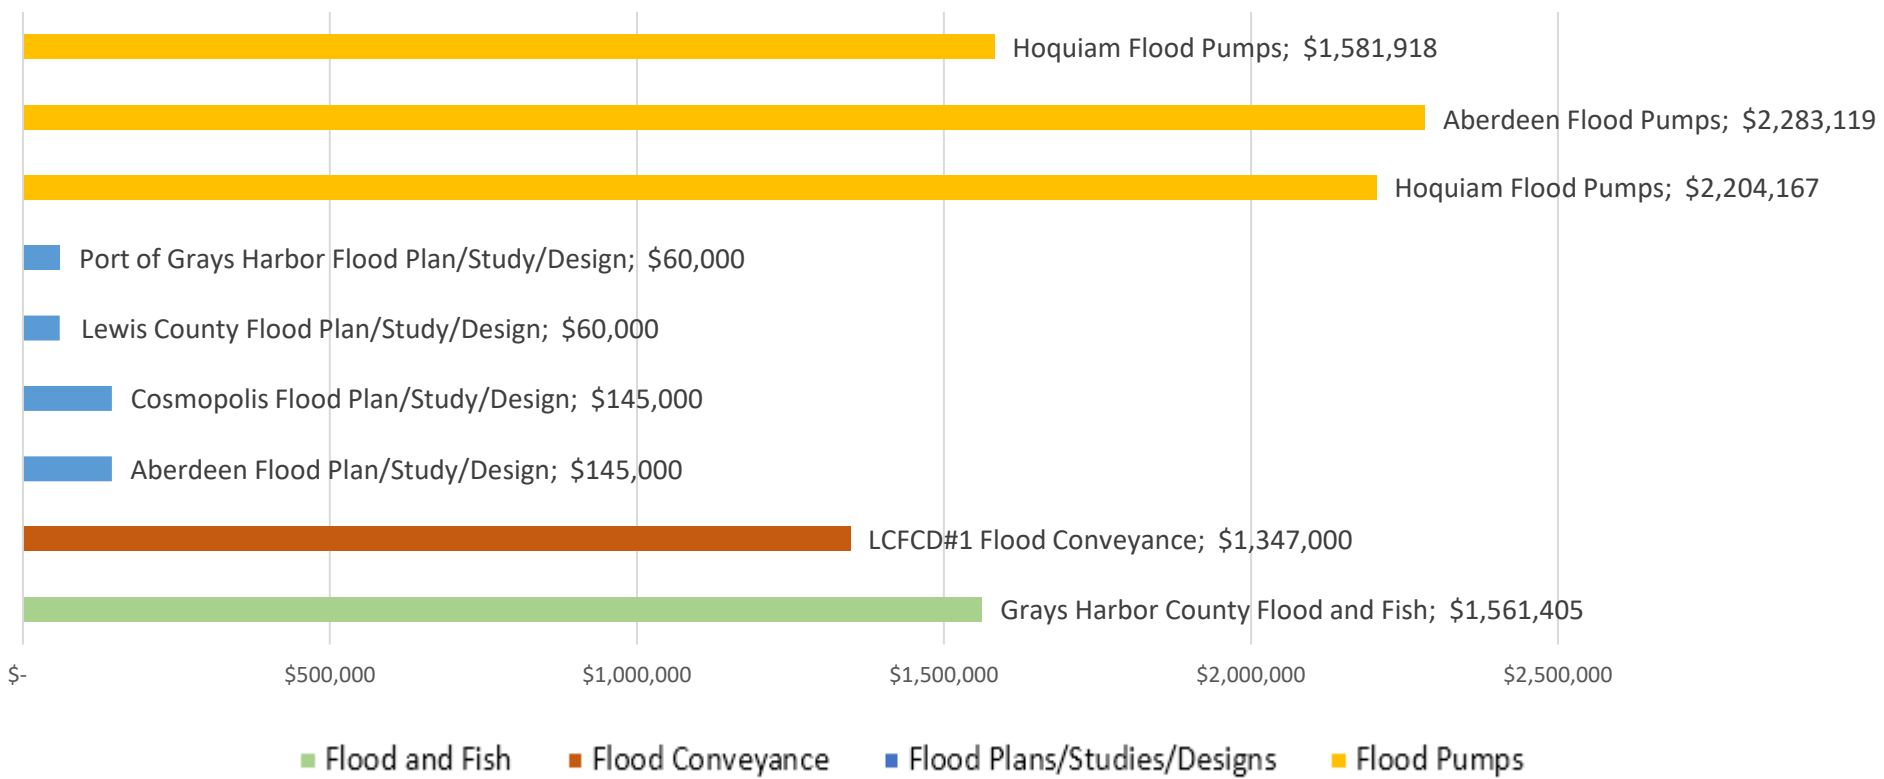 Hoquiam Flood Pumps; $1,581,918
Aberdeen Flood Pumps; $2,283,119
Hoquiam Flood Pumps; $2,204,167
Port of Grays Harbor Flood Plan/Study/Design; $60,000
Lewis County Flood Plan/Study/Design; $60,000
Cosmopolis Flood Plan/Study/Design; $145,000
Aberdeen Flood Plan/Study/Design; $145,000
LCFCD#1 Flood Conveyance; $1,347,000
Grays Harbor County Flood and Fish; $1,561,405
$- $500,000 $1,000,000 $1,500,000 $2,000,000 $2,500,000
Flood and Fish Flood Conveyance Flood Plans/Studies/Designs Flood Pumps